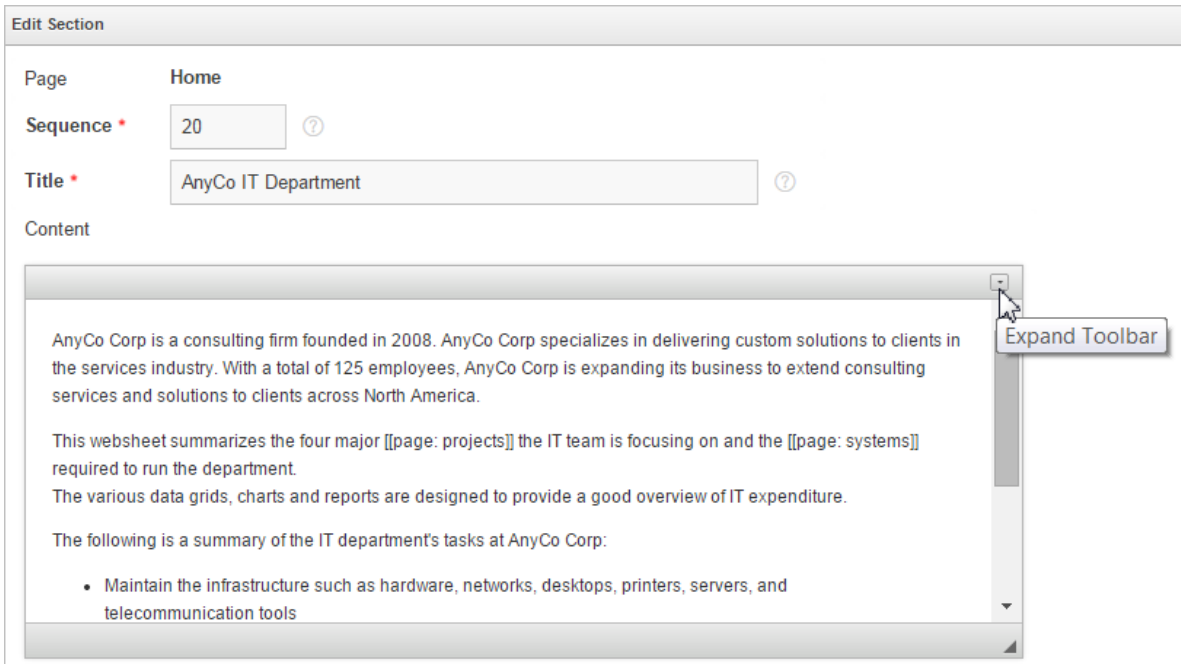 Edit Section
Page Home
Sequence * 20 ?
Title * AnyCo IT Department ?
Content
Expand Toolbar
AnyCo Corp is a consulting firm founded in 2008. AnyCo Corp specializes in delivering custom solutions to clients in
the services industry. With a total of 125 employees, AnyCo Corp is expanding its business to extend consulting
services and solutions to clients across North America.
This websheet summarizes the four major [[page: projects]] the IT team is focusing on and the [[page: systems]]
required to run the department.
The various data grids, charts and reports are designed to provide a good overview of IT expenditure.
The following is a summary of the IT department's tasks at AnyCo Corp:
• Maintain the infrastructure such as hardware, networks, desktops, printers, servers, and
telecommunication tools